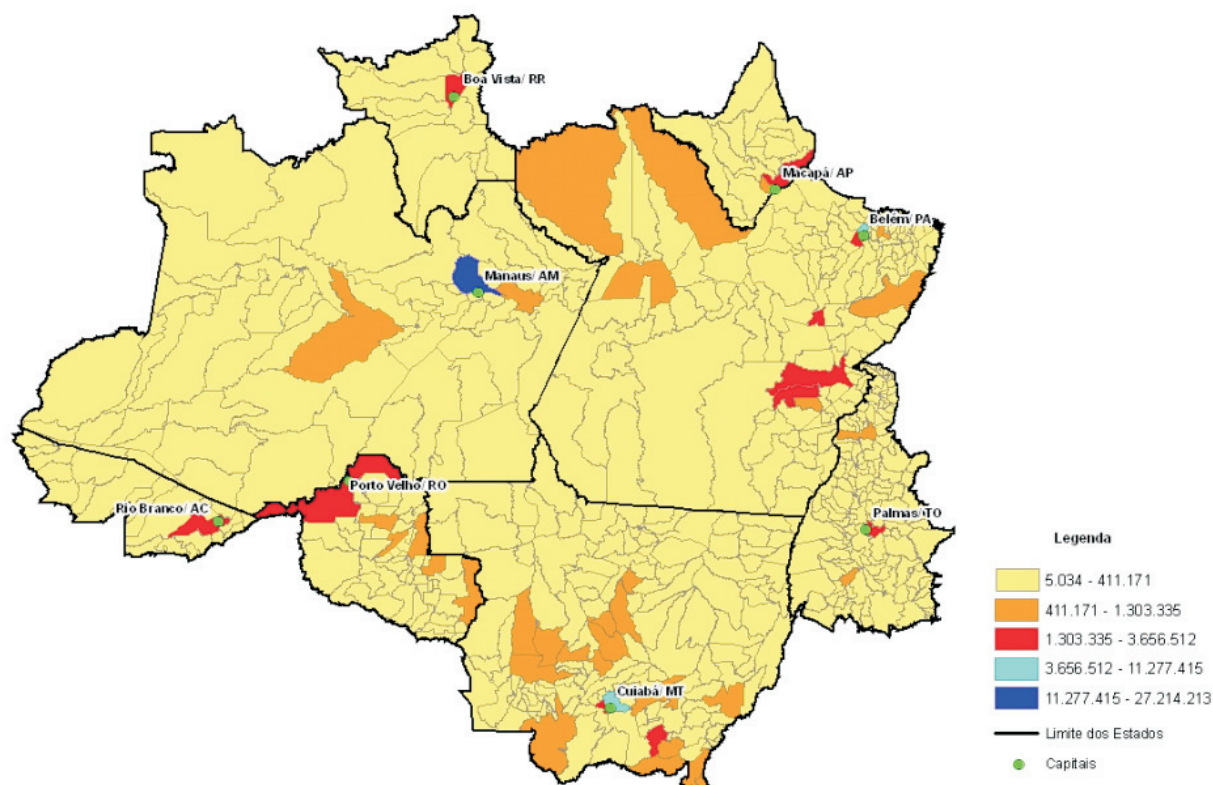 Boa Vista/ RR
Macapá/ AP
Belém/ PA
Manaus/ AM
Porto Velho/ RO
Rio Branco/ AC
Palmas/ TO
Cuiabá/ MT
Legenda
5.034 - 411.171
411.171 - 1.303.335
1.303.335 - 3.656.512
3.656.512 - 11.277.415
11.277.415 - 27.214.213
Limite dos Estados
Capitais